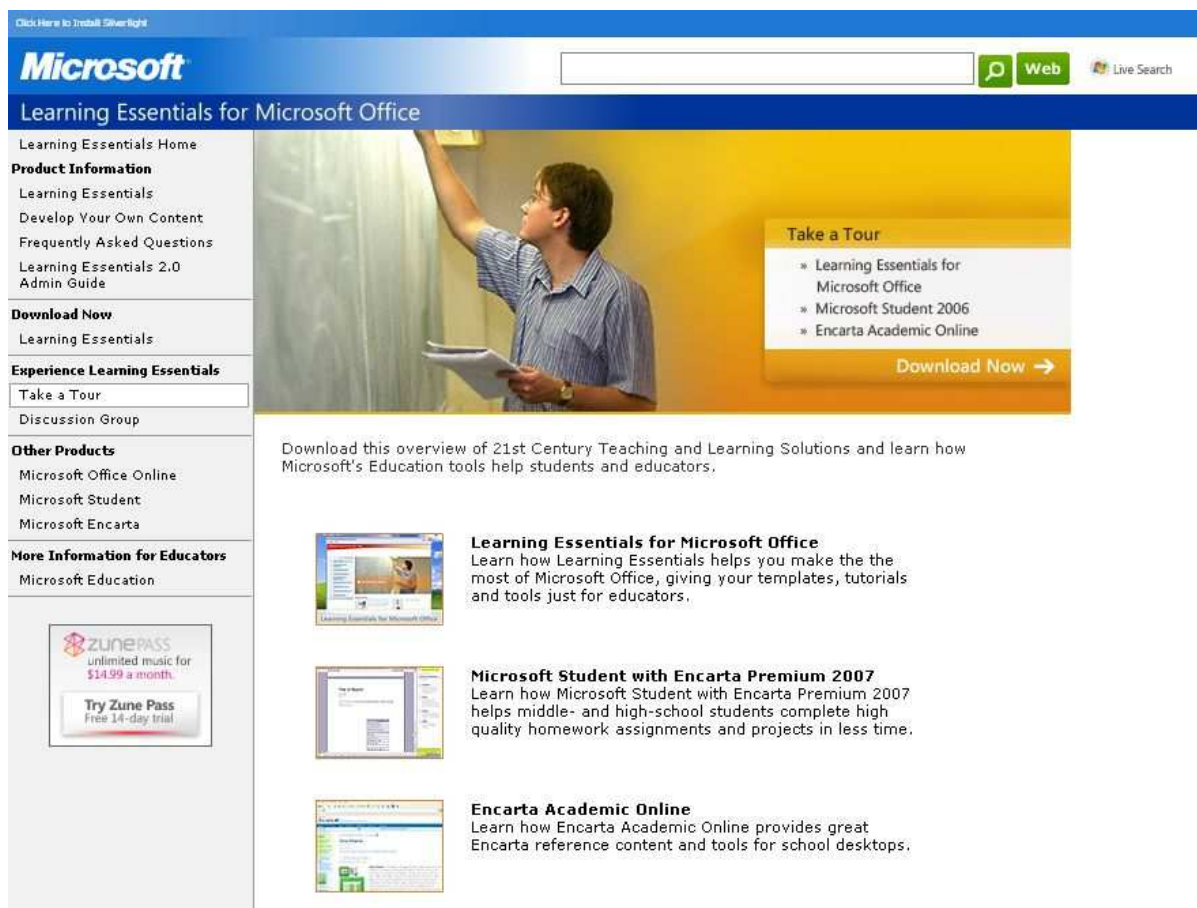 Click Here to Install Silverlight
Microsoft
Web
Live Search
Learning Essentials for Microsoft Office
Learning Essentials Home
Product Information
Learning Essentials
Develop Your Own Content
Frequently Asked Questions
Learning Essentials 2.0
Admin Guide
Download Now
Learning Essentials
Experience Learning Essentials
Take a Tour
Discussion Group
Other Products
Microsoft Office Online
Microsoft Student
Microsoft Encarta
More Information for Educators
Microsoft Education
ZUNEPASS
unlimited music for
$14.99 a month.
Try Zune Pass
Free 14-day trial
Take a Tour
» Learning Essentials for
Microsoft Office
» Microsoft Student 2006
» Encarta Academic Online
Download Now →
Download this overview of 21st Century Teaching and Learning Solutions and learn how
Microsoft's Education tools help students and educators.
Learning Essentials for Microsoft Office
Learning Essentials for Microsoft Office
Learn how Learning Essentials helps you make the the
most of Microsoft Office, giving your templates, tutorials
and tools just for educators.
Microsoft Student with Encarta Premium 2007
Learn how Microsoft Student with Encarta Premium 2007
helps middle- and high-school students complete high
quality homework assignments and projects in less time.
Encarta Academic Online
Learn how Encarta Academic Online provides great
Encarta reference content and tools for school desktops.